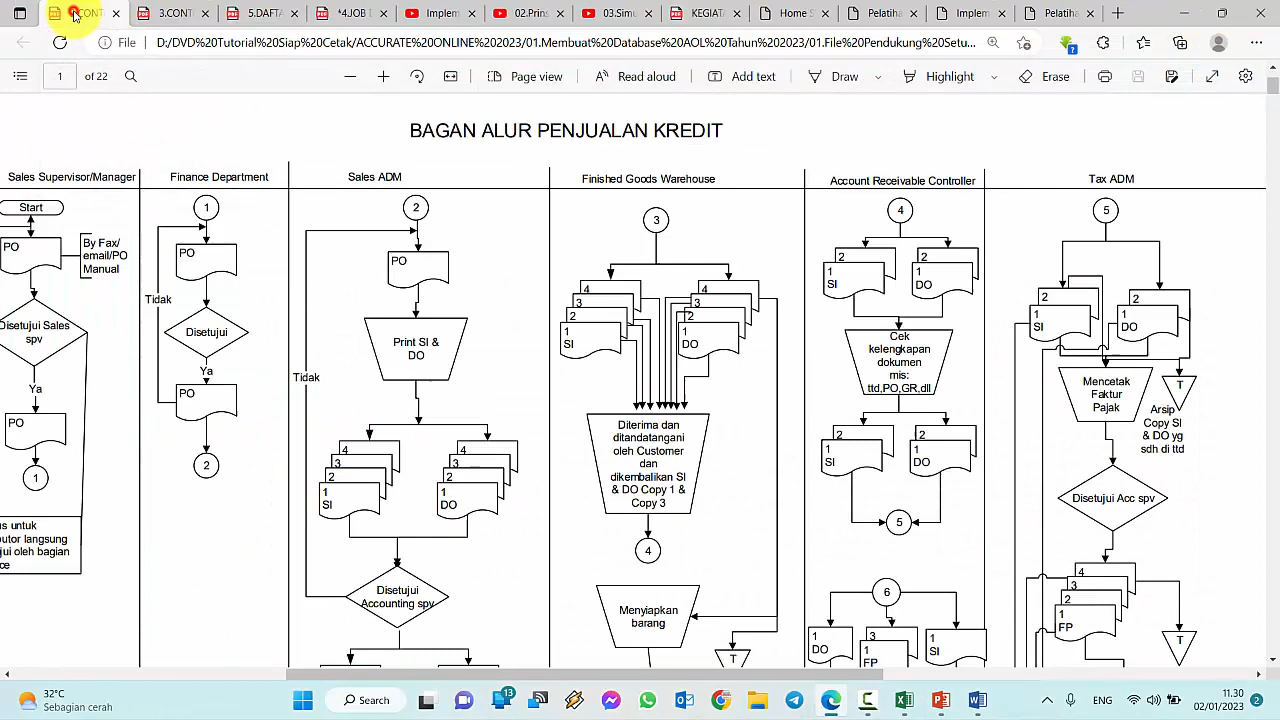 CONT
3.CONT
5.DAFTA
*4.JOB D
Implem
02.Prins
03.Simu
KEGIATA
Home S
Pelatiha
Implem
Pelatiha
File
D:/DVD%20Tutorial%20Siap%20Cetak/ACCURATE%20ONLINE%202023/01.Membuat%20Database%20AOL%20Tahun%202023/01.File%20Pendukung%20Setu...
1
of 22
Page view
Read aloud
Add text
Draw
Highlight
Erase
BAGAN ALUR PENJUALAN KREDIT
Sales Supervisor/Manager
Finance Department
Sales ADM
Finished Goods Warehouse
Account Receivable Controller
Tax ADM
Start
PO
By Fax/
email/PO
Manual
Disetujui Sales
spv
Ya
PO
1
us untuk
butor langsung
jui oleh bagian
ce
1
PO
Tidak
Disetujui
Ya
PO
2
2
PO
Print SI &
DO
Tidak
4
3
2
1
SI
4
3
2
1
DO
Disetujui
Accounting spv
3
4
3
2
1
SI
4
3
2
1
DO
Diterima dan
ditandatangani
oleh Customer
dan
dikembalikan SI
& DO Copy 1 &
Copy 3
4
Menyiapkan
barang
T
4
2
1
SI
2
1
DO
Cek
kelengkapan
dokumen
mis:
ttd,PO,GR,dll
2
1
SI
2
1
DO
5
6
1
DO
3
FP
1
SI
5
2
1
SI
2
1
DO
Mencetak
Faktur
Pajak
T
Arsip
Copy SI
& DO yg
sdh di ttd
Disetujui Acc spv
4
3
2
1
FP
T
32°C
Sebagian cerah
Search
13
ENG
11.30
02/01/2023
2